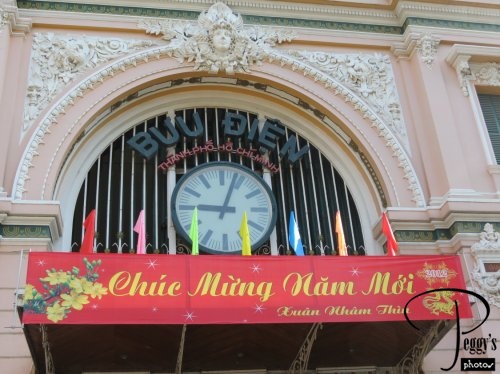 BƯU ĐIỆN
THÀNH PHỐ HỒ CHÍ MINH
Chúc Mừng Năm Mới
2012
Xuân Nhâm Thìn
Peggy's
photos